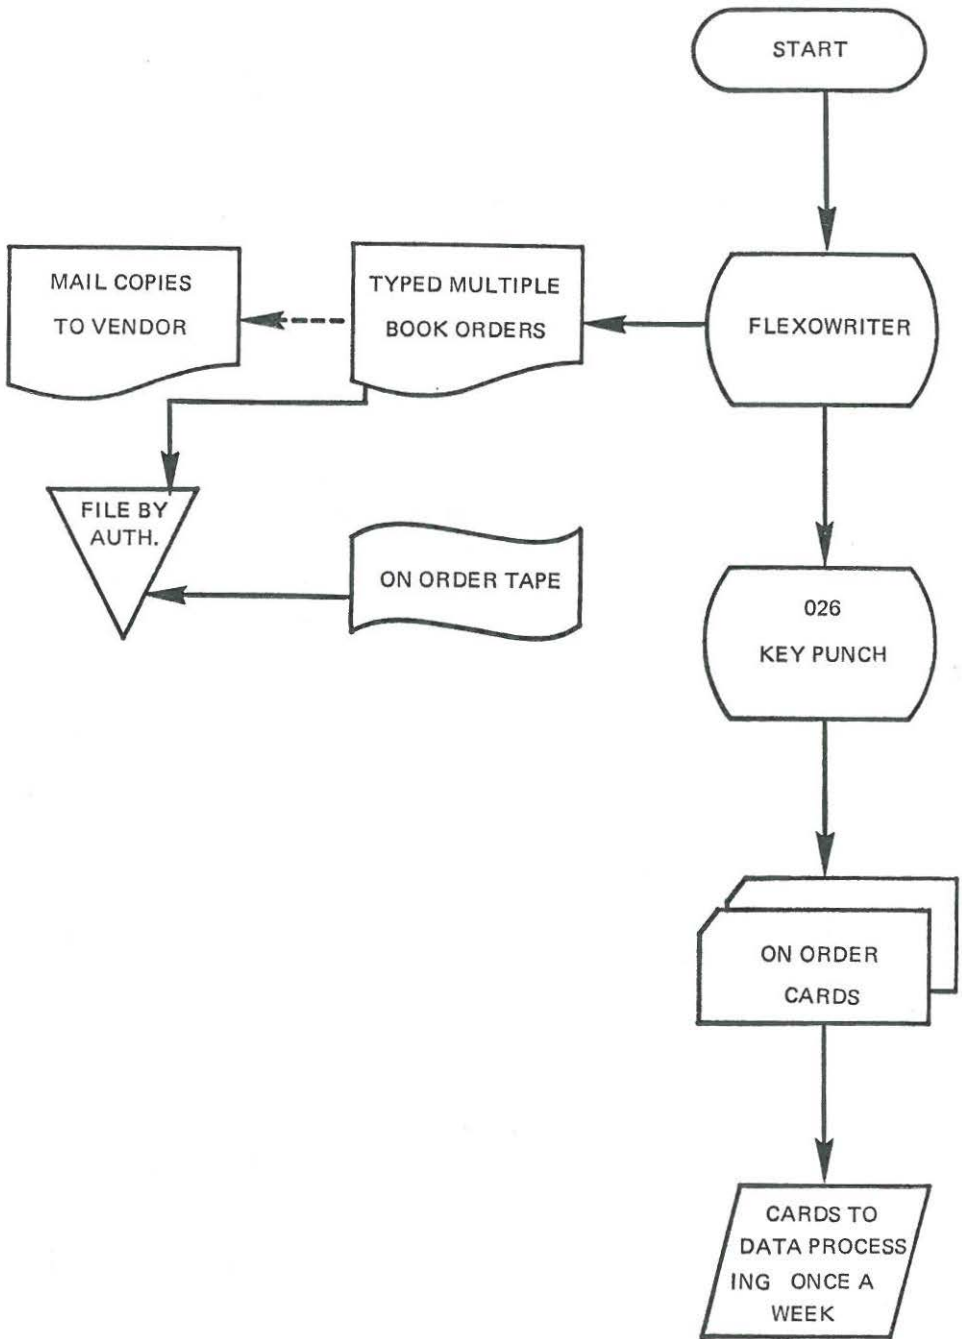 START
MAIL COPIES
TO VENDOR
TYPED MULTIPLE
BOOK ORDERS
FLEXOWRITER
FILE BY
AUTH.
ON ORDER TAPE
026
KEY PUNCH
ON ORDER
CARDS
CARDS TO
DATA PROCESS
ING ONCE A
WEEK